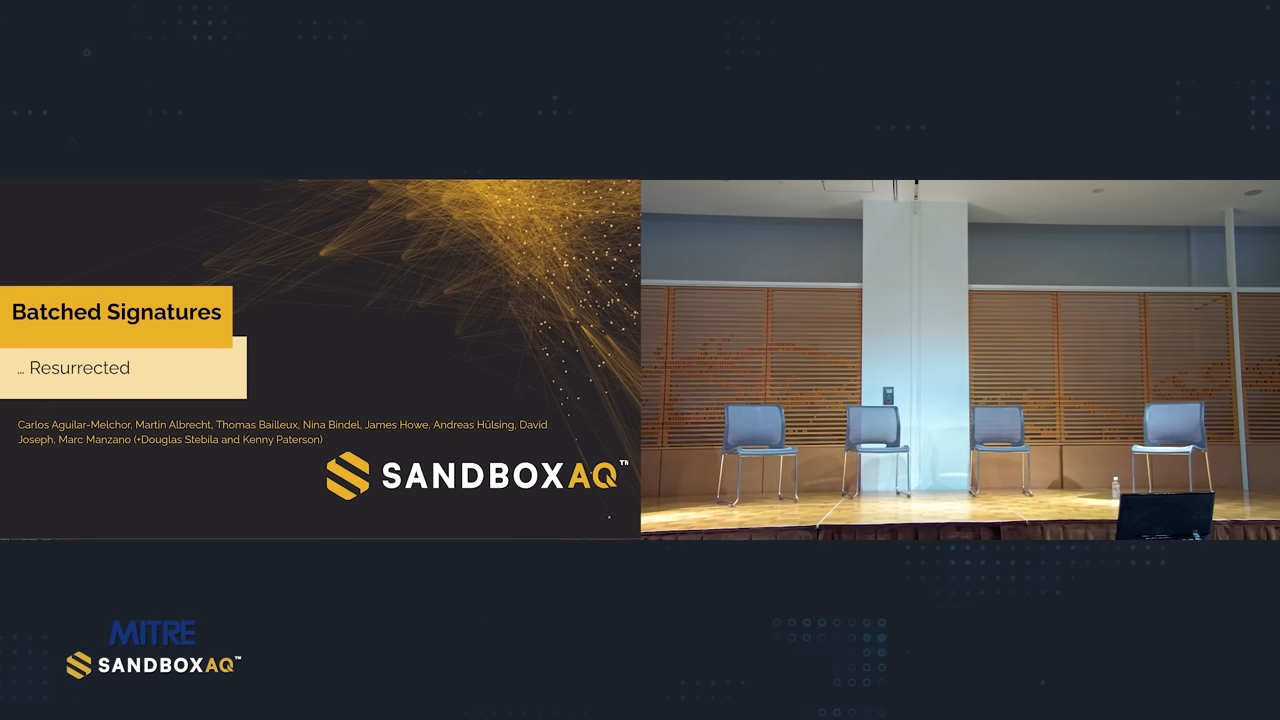 Batched Signatures
... Resurrected
Carlos Aguilar-Melchor, Martin Albrecht, Thomas Bailleux, Nina Bindel, James Howe, Andreas Hülsing, David
Joseph, Marc Manzano (+Douglas Stebila and Kenny Paterson)
SANDBOXAQ™
MITRE
SANDBOXAQ™